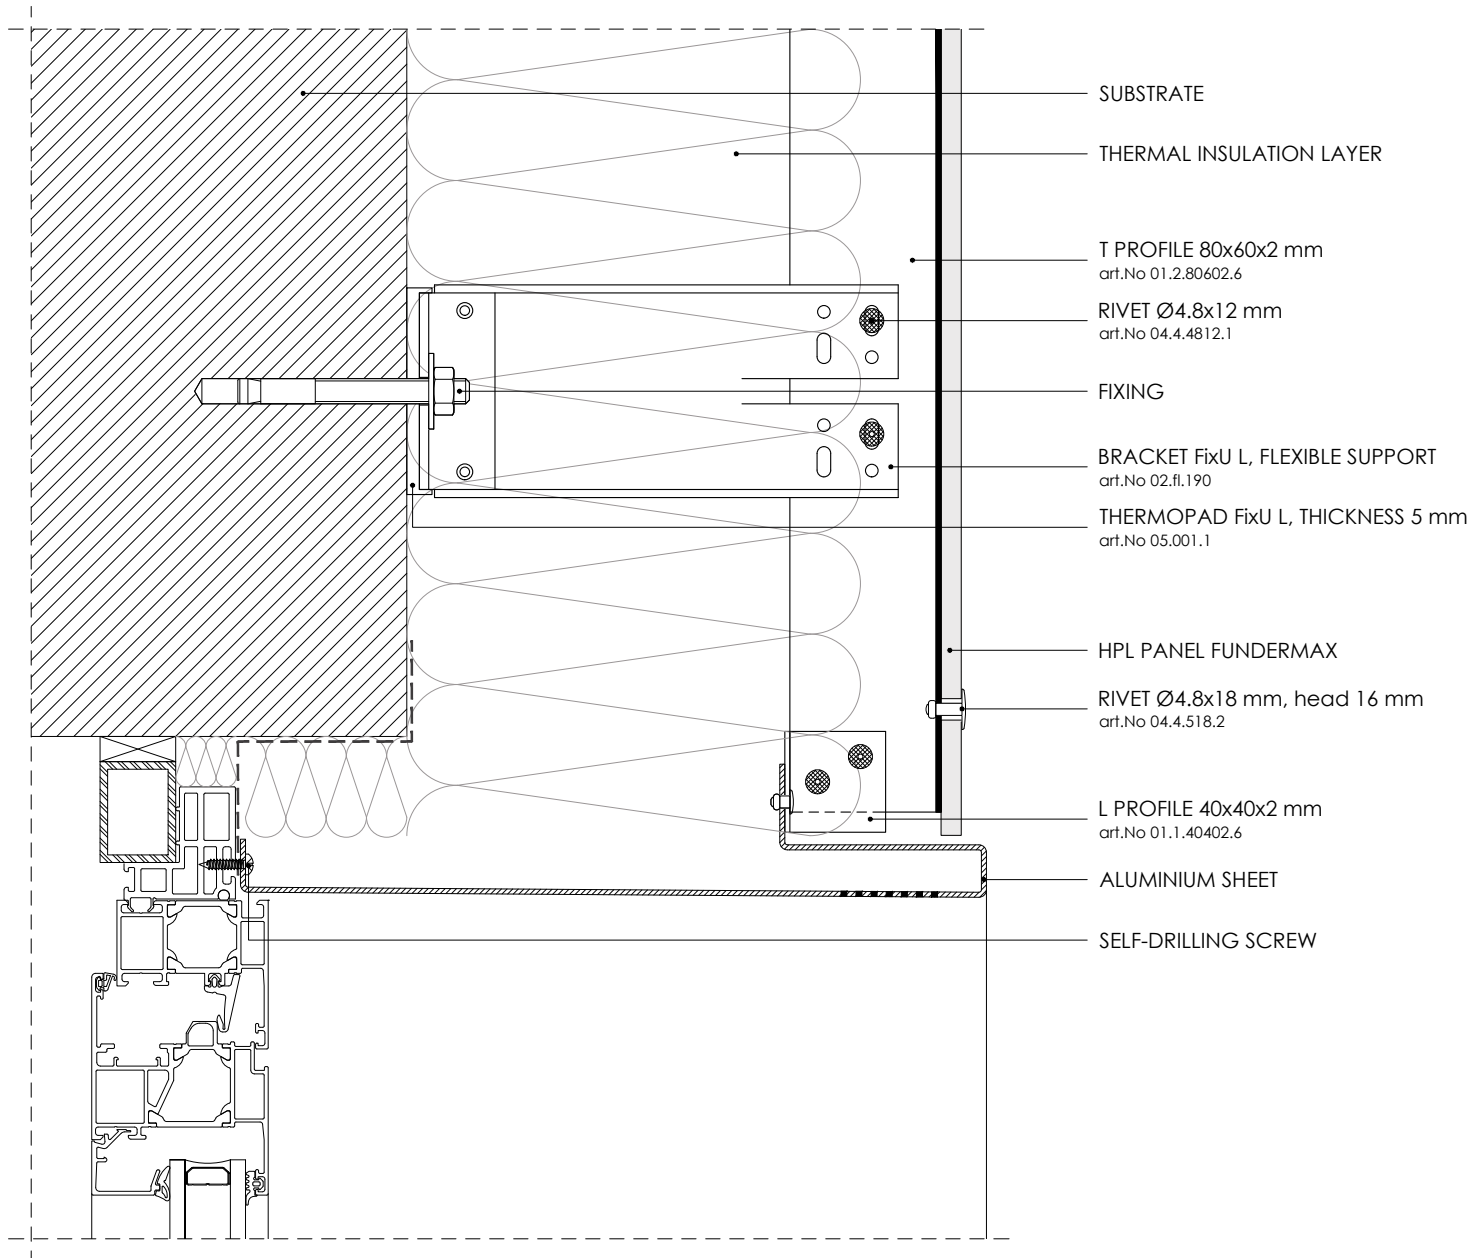 SUBSTRATE
THERMAL INSULATION LAYER
T PROFILE 80x60x2 mm
art.No 01.2.80602.6
RIVET Ø4.8x12 mm
art.No 04.4.4812.1
FIXING
BRACKET FixU L, FLEXIBLE SUPPORT
art.No 02.fl.190
THERMOPAD FixU L, THICKNESS 5 mm
art.No 05.001.1
HPL PANEL FUNDERMAX
RIVET Ø4.8x18 mm, head 16 mm
art.No 04.4.518.2
L PROFILE 40x40x2 mm
art.No 01.1.40402.6
ALUMINIUM SHEET
SELF-DRILLING SCREW